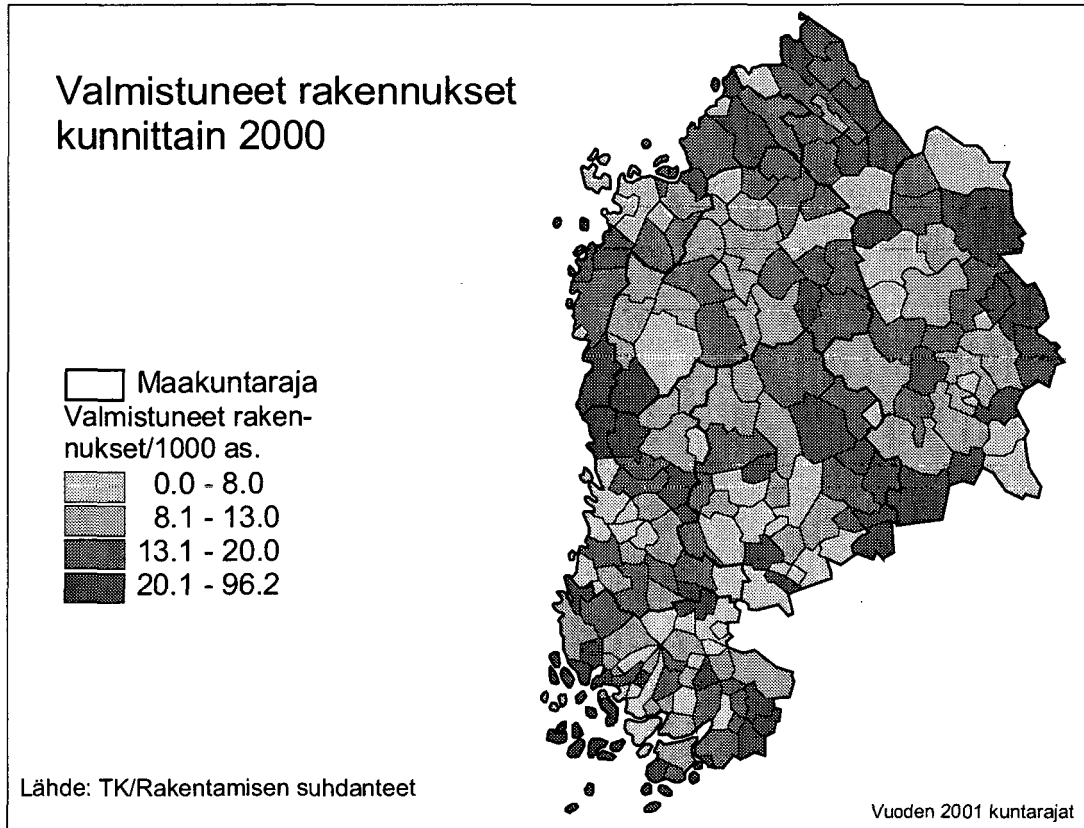 Valmistuneet rakennukset
kunnittain 2000
Maakuntaraja
Valmistuneet raken-
nukset/1000 as.
0.0 - 8.0
8.1 - 13.0
13.1 - 20.0
20.1 - 96.2
Lähde: TK/Rakentamisen suhdanteet
Vuoden 2001 kuntarajat